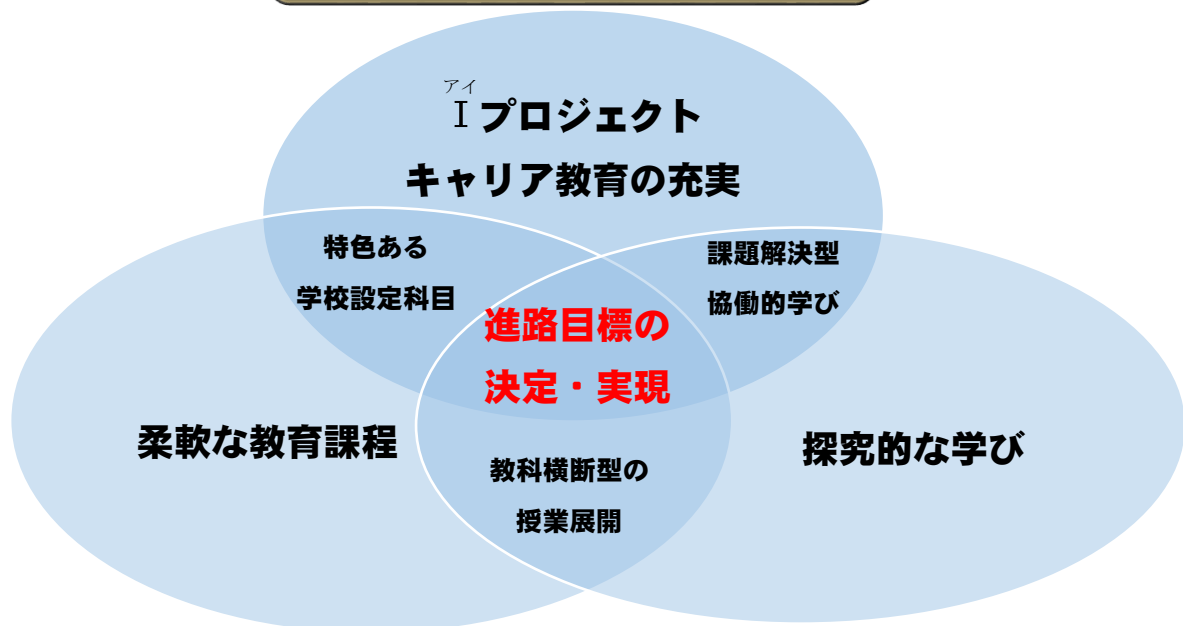 アイ
Ⅰプロジェクト
キャリア教育の充実
特色ある
学校設定科目
課題解決型
協働的学び
進路目標の
決定・実現
柔軟な教育課程
探究的な学び
教科横断型の
授業展開